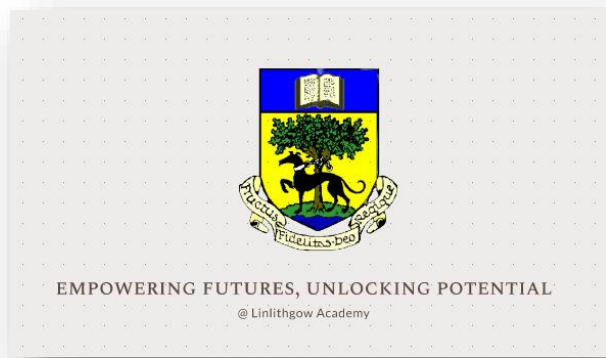 Fructus Fidelitas·Deo Regique
EMPOWERING FUTURES, UNLOCKING POTENTIAL
@ Linlithgow Academy